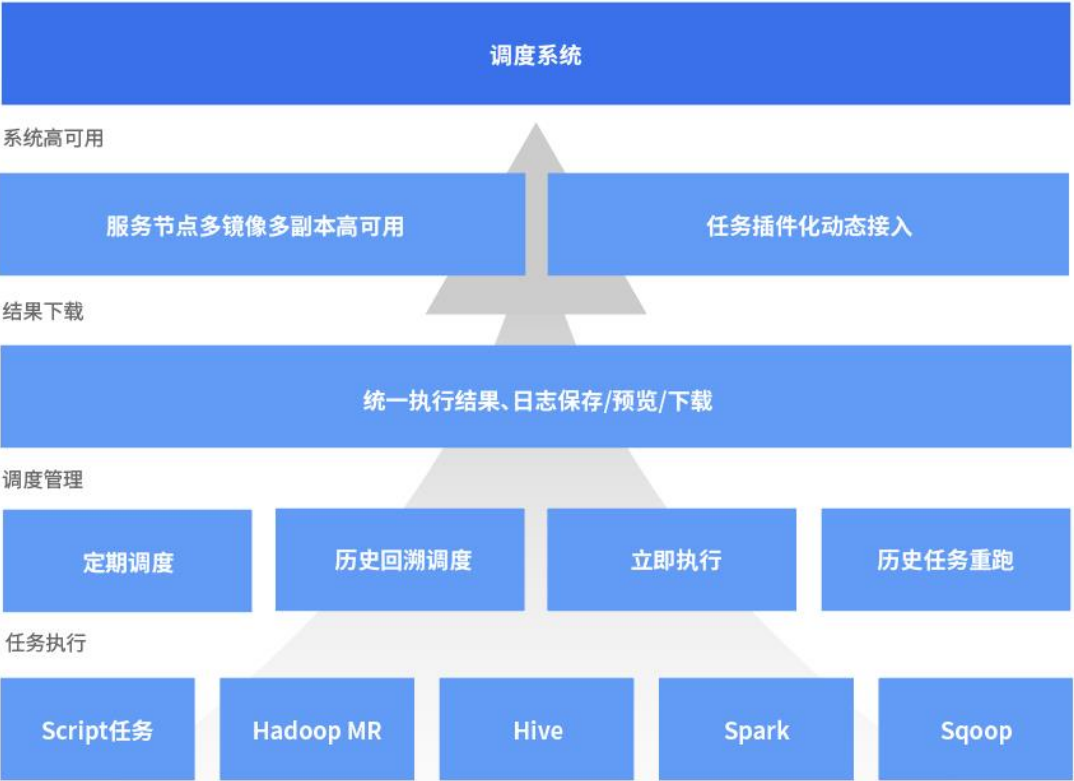 调度系统
系统高可用
服务节点多镜像多副本高可用
任务插件化动态接入
结果下载
统一执行结果、日志保存/预览/下载
调度管理
定期调度
历史回溯调度
立即执行
历史任务重跑
任务执行
Script任务
Hadoop MR
Hive
Spark
Sqoop